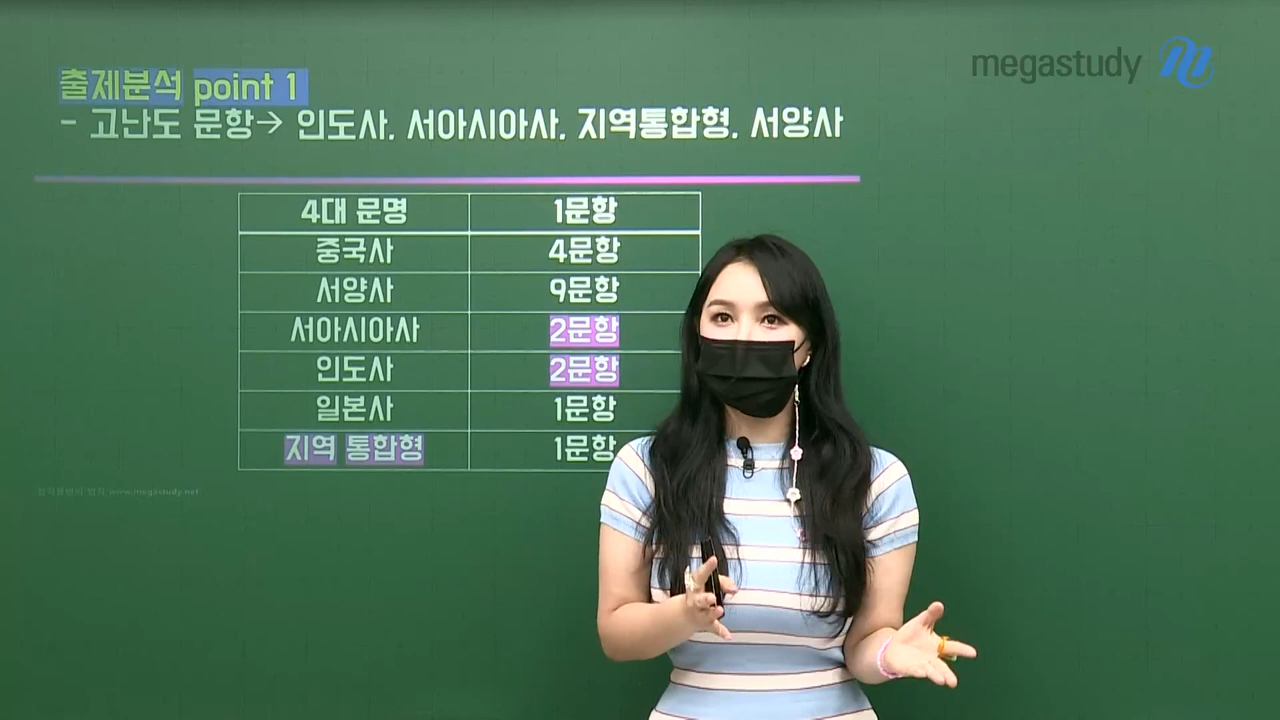 megastudy
출제분석 point 1
- 고난도 문항→ 인도사, 서아시아사, 지역통합형, 서양사
4대 문명 1문항
중국사 4문항
서양사 9문항
서아시아사 2문항
인도사 2문항
일본사 1문항
지역 통합형 1문항
www.megastudy.net